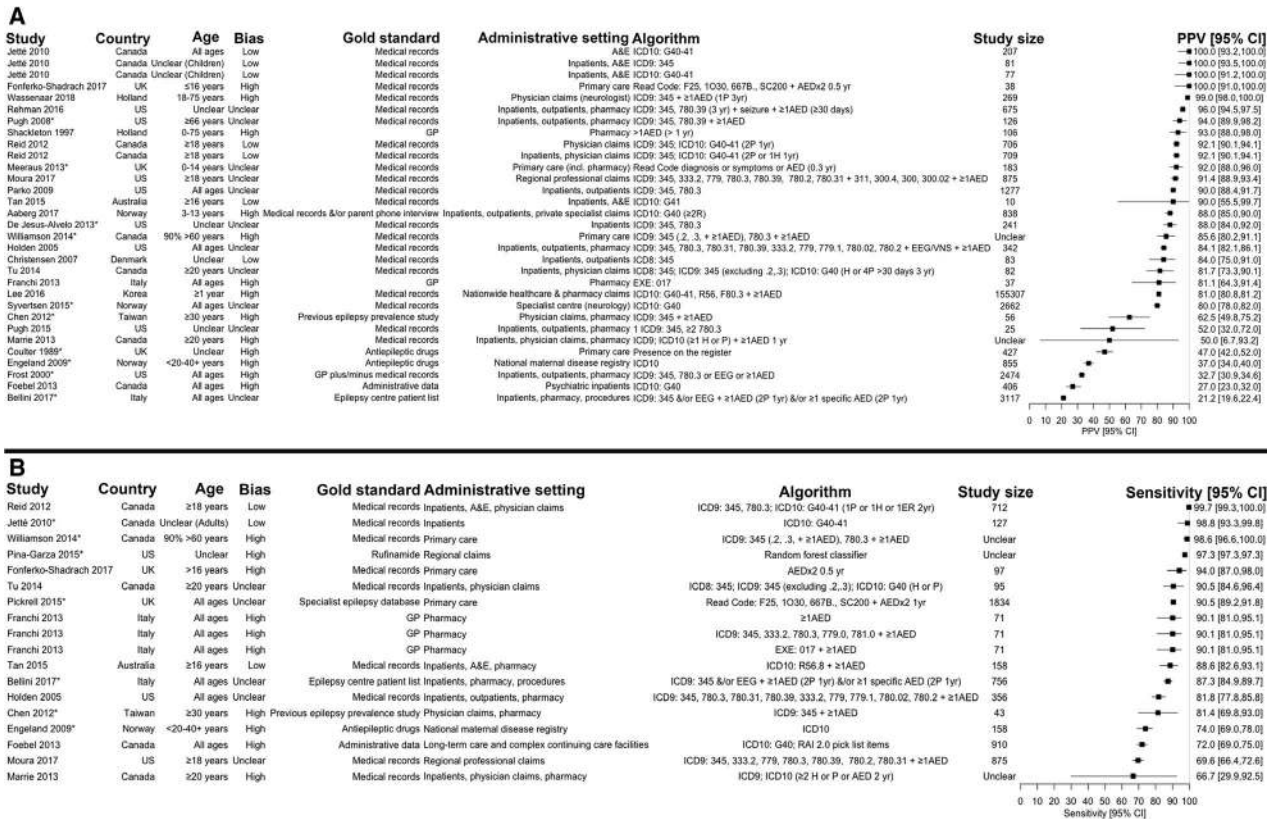 A
Study Country Age Bias Gold standard Administrative setting Algorithm Study size PPV [95% CI]
Jetté 2010 Canada All ages Low Medical records A&E ICD10: G40-41 207 100.0 [93.2,100.0]
Jetté 2010 Canada Unclear (Children) Low Medical records Inpatients, A&E ICD9: 345 81 100.0 [93.5,100.0]
Jetté 2010 Canada Unclear (Children) Low Medical records Inpatients, A&E ICD10: G40-41 77 100.0 [91.2,100.0]
Fonferko-Shadrach 2017 UK ≤16 years High Medical records Primary care Read Code: F25, 1O30, 667B., SC200 + AEDx2 0.5 yr 38 100.0 [91.0,100.0]
Wassenaar 2018 Holland 18-75 years High Medical records Physician claims (neurologist) ICD9: 345 + ≥1AED (1P 3yr) 269 99.0 [98.0,100.0]
Rehman 2016 US Unclear Unclear Medical records Inpatients, outpatients, pharmacy ICD9: 345, 780.39 (3 yr) + seizure + ≥1AED (≥30 days) 675 96.0 [94.5,97.5]
Pugh 2008* US ≥66 years Unclear Medical records Inpatients, outpatients, pharmacy ICD9: 345, 780.39 + ≥1AED 126 94.0 [89.9,98.2]
Shackleton 1997 Holland 0-75 years High GP Pharmacy >1AED (> 1 yr) 106 93.0 [88.0,98.0]
Reid 2012 Canada ≥18 years Low Medical records Physician claims ICD9: 345; ICD10: G40-41 (2P 1yr) 706 92.1 [90.1,94.1]
Reid 2012 Canada ≥18 years Low Medical records Inpatients, physician claims ICD9: 345; ICD10: G40-41 (2P or 1H 1yr) 709 92.1 [90.1,94.1]
Meeraus 2013* UK 0-14 years Unclear Medical records Primary care (incl. pharmacy) Read Code diagnosis or symptoms or AED (0.3 yr) 183 92.0 [88.0,96.0]
Moura 2017 US ≥18 years Unclear Medical records Regional professional claims ICD9: 345, 333.2, 779, 780.3, 780.39, 780.2, 780.31 + 311, 300.4, 300, 300.02 + ≥1AED 875 91.4 [88.9,93.4]
Parko 2009 US All ages Unclear Medical records Inpatients, outpatients ICD9: 345, 780.3 1277 90.0 [88.4,91.7]
Tan 2015 Australia ≥16 years Low Medical records Inpatients, A&E ICD10: G41 10 90.0 [55.5,99.7]
Aaberg 2017 Norway 3-13 years High Medical records &/or parent phone interview Inpatients, outpatients, private specialist claims ICD10: G40 (≥2R) 838 88.0 [85.0,90.0]
De Jesus-Alvelo 2013* US Unclear Unclear Medical records Inpatients ICD9: 345, 780.3 241 88.0 [84.0,92.0]
Williamson 2014* Canada 90% >60 years High Medical records Primary care ICD9: 345 (.2, .3, + ≥1AED), 780.3 + ≥1AED Unclear 85.6 [80.2,91.1]
Holden 2005 US All ages Unclear Medical records Inpatients, outpatients, pharmacy ICD9: 345, 780.3, 780.31, 780.39, 333.2, 779, 779.1, 780.02, 780.2 + EEG/VNS + ≥1AED 342 84.1 [82.1,86.1]
Christensen 2007 Denmark Unclear Low Medical records Inpatients, outpatients ICD8: 345 83 84.0 [75.0,91.0]
Tu 2014 Canada ≥20 years Unclear Medical records Inpatients, physician claims ICD8: 345; ICD9: 345 (excluding .2,.3); ICD10: G40 (H or 4P >30 days 3 yr) 82 81.7 [73.3,90.1]
Franchi 2013 Italy All ages High GP Pharmacy EXE: 017 37 81.1 [64.3,91.4]
Lee 2016 Korea ≥1 year High Medical records Nationwide healthcare & pharmacy claims ICD10: G40-41, R56, F80.3 + ≥1AED 155307 81.0 [80.8,81.2]
Syvertsen 2015* Norway All ages Unclear Medical records Specialist centre (neurology) ICD10: G40 2662 80.0 [78.0,82.0]
Chen 2012* Taiwan ≥30 years High Previous epilepsy prevalence study Physician claims, pharmacy ICD9: 345 + ≥1AED 56 62.5 [49.8,75.2]
Pugh 2015 US Unclear Unclear Medical records Inpatients, outpatients, pharmacy 1 ICD9: 345, ≥2 780.3 25 52.0 [32.0,72.0]
Marrie 2013 Canada ≥20 years High Medical records Inpatients, physician claims, pharmacy ICD9; ICD10 (≥1 H or P) + ≥1AED 1 yr Unclear 50.0 [6.7,93.2]
Coulter 1989* UK Unclear High Antiepileptic drugs Primary care Presence on the register 427 47.0 [42.0,52.0]
Engeland 2009* Norway <20-40+ years High Antiepileptic drugs National maternal disease registry ICD10 855 37.0 [34.0,40.0]
Frost 2000* US All ages High GP plus/minus medical records Inpatients, outpatients, pharmacy ICD9: 345, 780.3 or EEG or ≥1AED 2474 32.7 [30.9,34.6]
Foebel 2013 Canada All ages High Administrative data Psychiatric inpatients ICD10: G40 406 27.0 [23.0,32.0]
Bellini 2017* Italy All ages Unclear Epilepsy centre patient list Inpatients, pharmacy, procedures ICD9: 345 &/or EEG + ≥1AED (2P 1yr) &/or ≥1 specific AED (2P 1yr) 3117 21.2 [19.6,22.4]
0 10 20 30 40 50 60 70 80 90 100
PPV [95% CI]
B
Study Country Age Bias Gold standard Administrative setting Algorithm Study size Sensitivity [95% CI]
Reid 2012 Canada ≥18 years Low Medical records Inpatients, A&E, physician claims ICD9: 345, 780.3; ICD10: G40-41 (1P or 1H or 1ER 2yr) 712 99.7 [99.3,100.0]
Jetté 2010* Canada Unclear (Adults) Low Medical records Inpatients ICD10: G40-41 127 98.8 [93.3,99.8]
Williamson 2014* Canada 90% >60 years High Medical records Primary care ICD9: 345 (.2, .3, + ≥1AED), 780.3 + ≥1AED Unclear 98.6 [96.6,100.0]
Pina-Garza 2015* US Unclear High Rufinamide Regional claims Random forest classifier Unclear 97.3 [97.3,97.3]
Fonferko-Shadrach 2017 UK >16 years High Medical records Primary care AEDx2 0.5 yr 97 94.0 [87.0,98.0]
Tu 2014 Canada ≥20 years Unclear Medical records Inpatients, physician claims ICD8: 345; ICD9: 345 (excluding .2,.3); ICD10: G40 (H or P) 95 90.5 [84.6,96.4]
Pickrell 2015* UK All ages Unclear Specialist epilepsy database Primary care Read Code: F25, 1O30, 667B., SC200 + AEDx2 1yr 1834 90.5 [89.2,91.8]
Franchi 2013 Italy All ages High GP Pharmacy ≥1AED 71 90.1 [81.0,95.1]
Franchi 2013 Italy All ages High GP Pharmacy ICD9: 345, 333.2, 780.3, 779.0, 781.0 + ≥1AED 71 90.1 [81.0,95.1]
Franchi 2013 Italy All ages High GP Pharmacy EXE: 017 + ≥1AED 71 90.1 [81.0,95.1]
Tan 2015 Australia ≥16 years Low Medical records Inpatients, A&E, pharmacy ICD10: R56.8 + ≥1AED 158 88.6 [82.6,93.1]
Bellini 2017* Italy All ages Unclear Epilepsy centre patient list Inpatients, pharmacy, procedures ICD9: 345 &/or EEG + ≥1AED (2P 1yr) &/or ≥1 specific AED (2P 1yr) 756 87.3 [84.9,89.7]
Holden 2005 US All ages Unclear Medical records Inpatients, outpatients, pharmacy ICD9: 345, 780.3, 780.31, 780.39, 333.2, 779, 779.1, 780.02, 780.2 + ≥1AED 356 81.8 [77.8,85.8]
Chen 2012* Taiwan ≥30 years High Previous epilepsy prevalence study Physician claims, pharmacy ICD9: 345 + ≥1AED 43 81.4 [69.8,93.0]
Engeland 2009* Norway <20-40+ years High Antiepileptic drugs National maternal disease registry ICD10 158 74.0 [69.0,78.0]
Foebel 2013 Canada All ages High Administrative data Long-term care and complex continuing care facilities ICD10: G40; RAI 2.0 pick list items 910 72.0 [69.0,75.0]
Moura 2017 US ≥18 years Unclear Medical records Regional professional claims ICD9: 345, 333.2, 779, 780.3, 780.39, 780.2, 780.31 + ≥1AED 875 69.6 [66.4,72.6]
Marrie 2013 Canada ≥20 years High Medical records Inpatients, physician claims, pharmacy ICD9; ICD10 (≥2 H or P or AED 2 yr) Unclear 66.7 [29.9,92.5]
0 10 20 30 40 50 60 70 80 90 100
Sensitivity [95% CI]